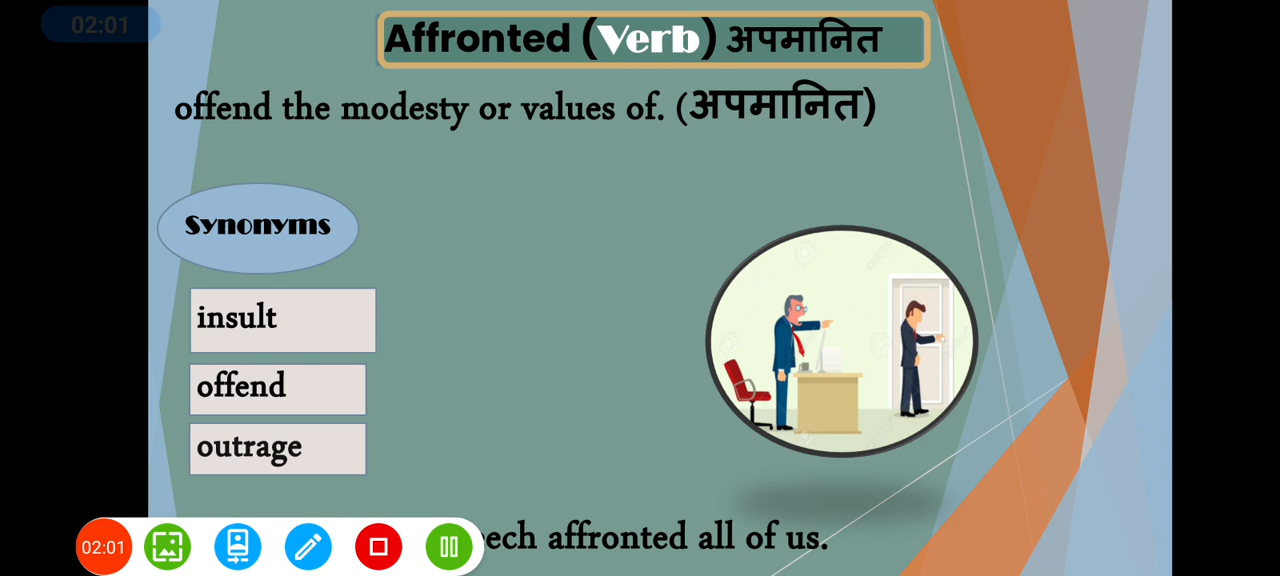 02:01
Affronted (Verb) अपमानित
offend the modesty or values of. (अपमानित)
Synonyms
insult
offend
outrage
affronted all of us.
02:01